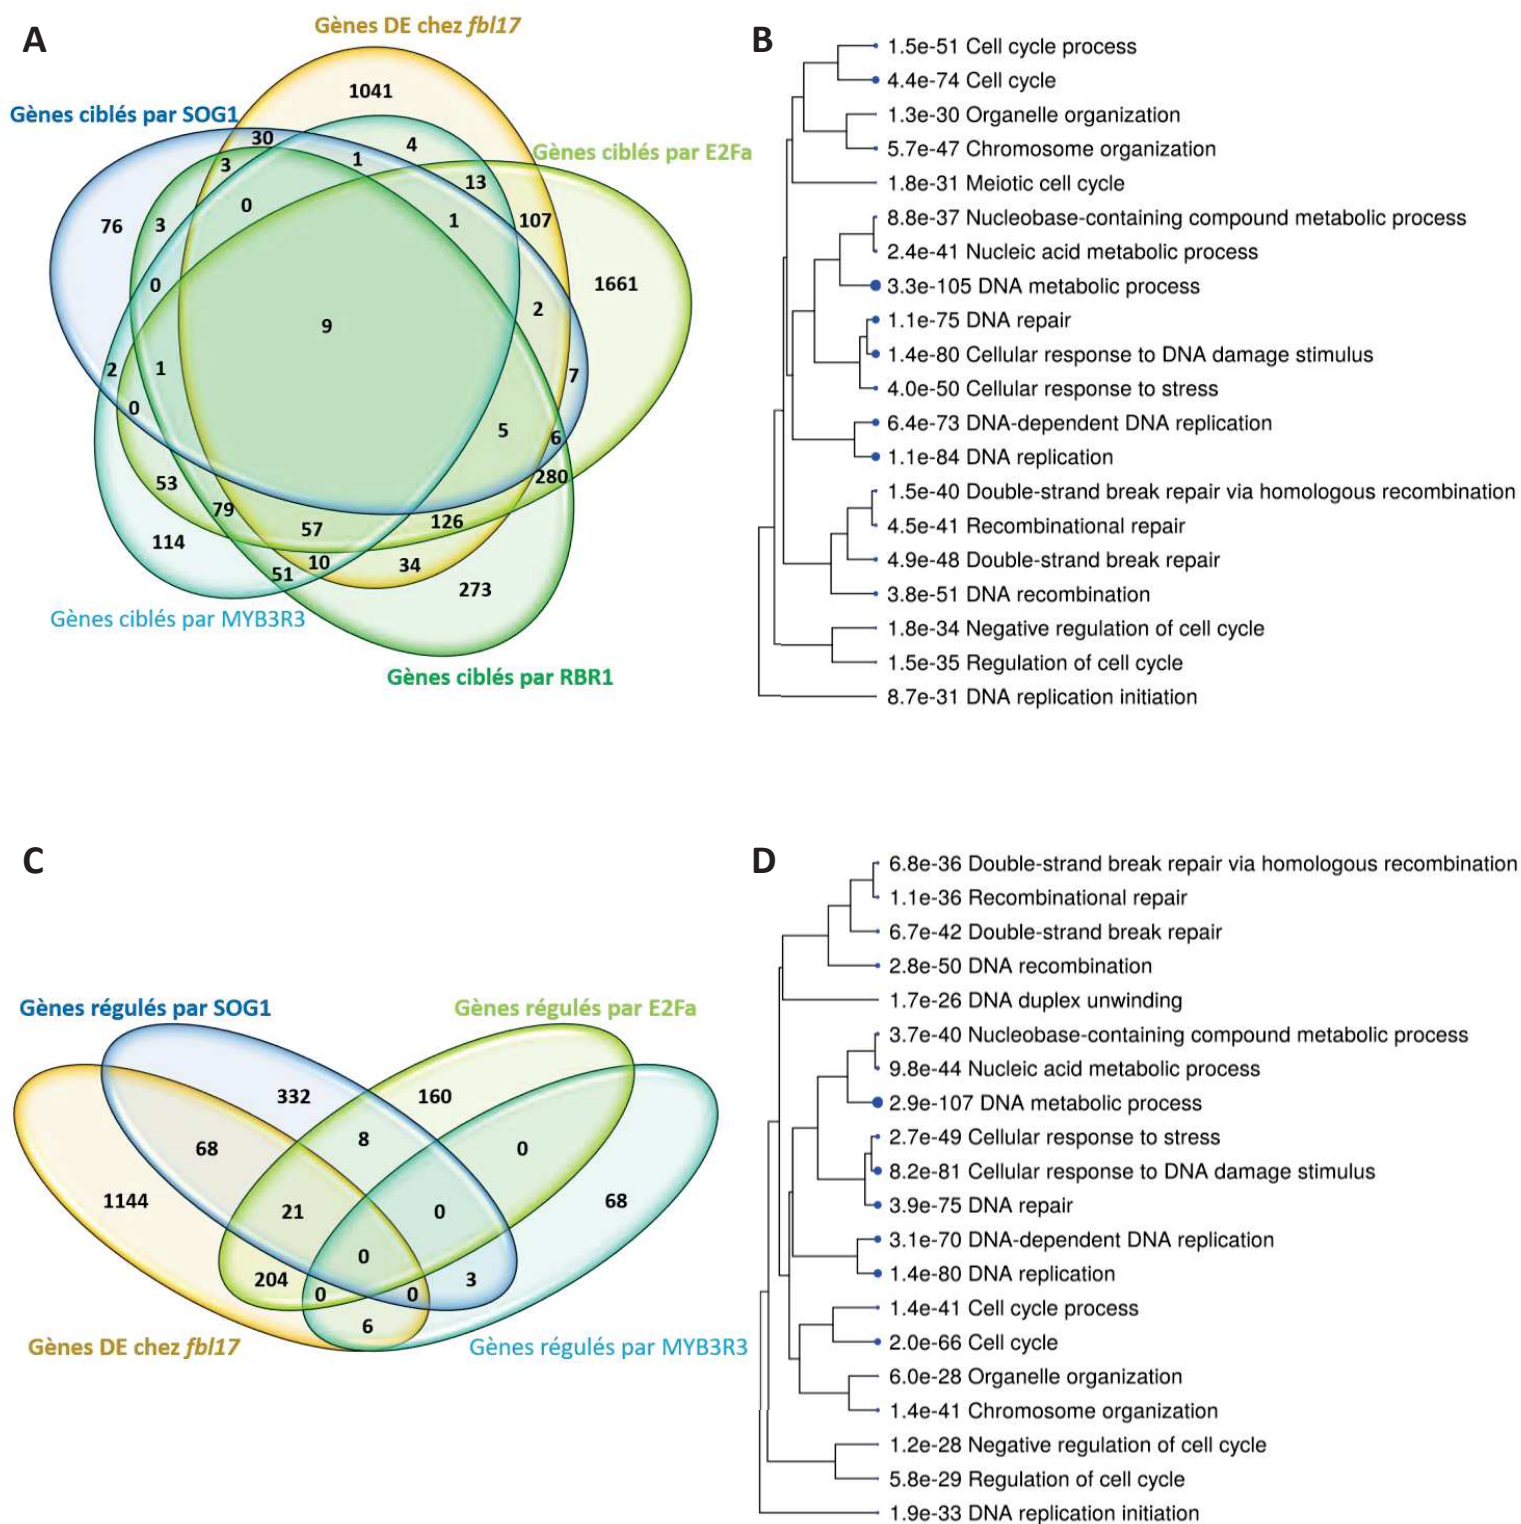 A
Gènes DE chez fbl17
Gènes ciblés par SOG1
Gènes ciblés par E2Fa
1041
30
4
3
1
13
0
76
3
1
107
0
1661
2
9
2
1
7
0
5
6
53
280
79
57
126
114
10
34
51
273
Gènes ciblés par MYB3R3
Gènes ciblés par RBR1
B
1.5e-51 Cell cycle process
4.4e-74 Cell cycle
1.3e-30 Organelle organization
5.7e-47 Chromosome organization
1.8e-31 Meiotic cell cycle
8.8e-37 Nucleobase-containing compound metabolic process
2.4e-41 Nucleic acid metabolic process
3.3e-105 DNA metabolic process
1.1e-75 DNA repair
1.4e-80 Cellular response to DNA damage stimulus
4.0e-50 Cellular response to stress
6.4e-73 DNA-dependent DNA replication
1.1e-84 DNA replication
1.5e-40 Double-strand break repair via homologous recombination
4.5e-41 Recombinational repair
4.9e-48 Double-strand break repair
3.8e-51 DNA recombination
1.8e-34 Negative regulation of cell cycle
1.5e-35 Regulation of cell cycle
8.7e-31 DNA replication initiation
C
Gènes régulés par SOG1
Gènes régulés par E2Fa
332
160
8
68
0
1144
21
0
68
0
204
0
0
3
6
Gènes DE chez fbl17
Gènes régulés par MYB3R3
D
6.8e-36 Double-strand break repair via homologous recombination
1.1e-36 Recombinational repair
6.7e-42 Double-strand break repair
2.8e-50 DNA recombination
1.7e-26 DNA duplex unwinding
3.7e-40 Nucleobase-containing compound metabolic process
9.8e-44 Nucleic acid metabolic process
2.9e-107 DNA metabolic process
2.7e-49 Cellular response to stress
8.2e-81 Cellular response to DNA damage stimulus
3.9e-75 DNA repair
3.1e-70 DNA-dependent DNA replication
1.4e-80 DNA replication
1.4e-41 Cell cycle process
2.0e-66 Cell cycle
6.0e-28 Organelle organization
1.4e-41 Chromosome organization
1.2e-28 Negative regulation of cell cycle
5.8e-29 Regulation of cell cycle
1.9e-33 DNA replication initiation